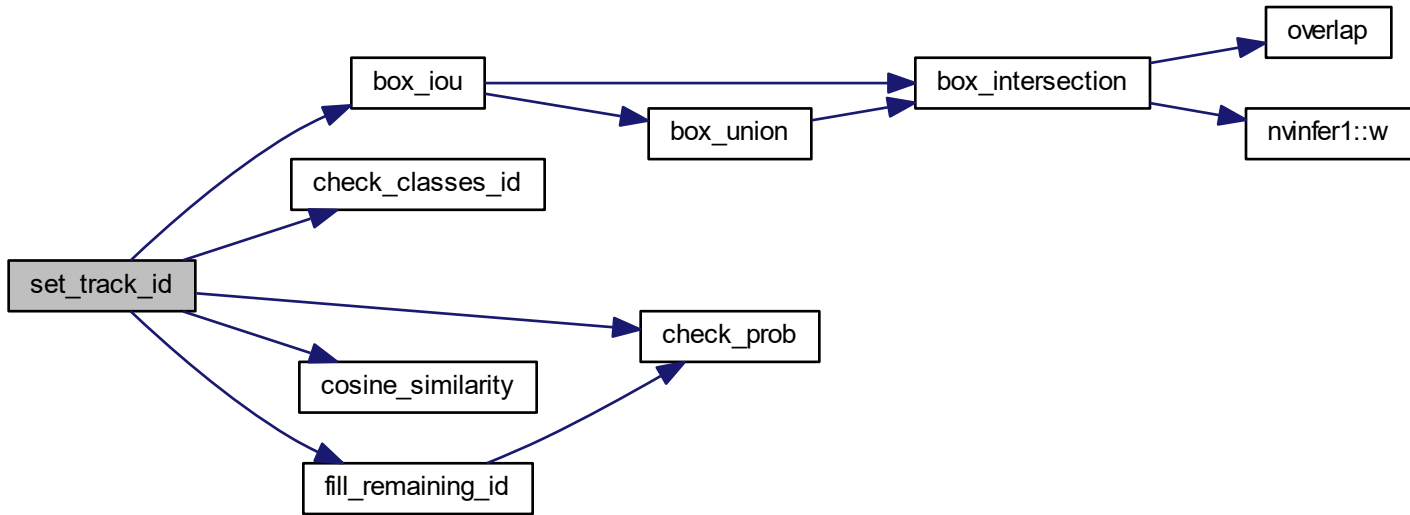 overlap
box_iou
box_intersection
box_union
nvinfer1::w
check_classes_id
set_track_id
check_prob
cosine_similarity
fill_remaining_id